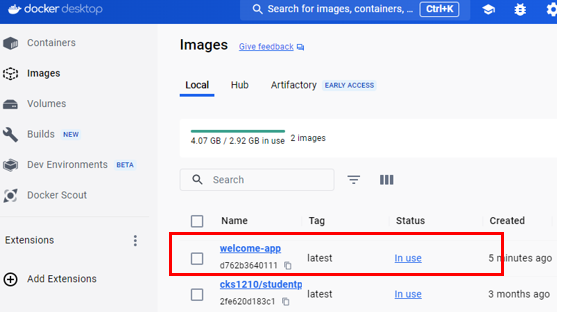 docker desktop
Search for images, containers, ... Ctrl+K
Containers
Images
Volumes
Builds NEW
Dev Environments BETA
Docker Scout
Extensions
Add Extensions
Images Give feedback
Local Hub Artifactory EARLY ACCESS
4.07 GB / 2.92 GB in use 2 images
Search
Name Tag Status Created
welcome-app latest In use 5 minutes ago
d762b3640111
cks1210/studentp latest In use 3 months ago
2fe620d183c1